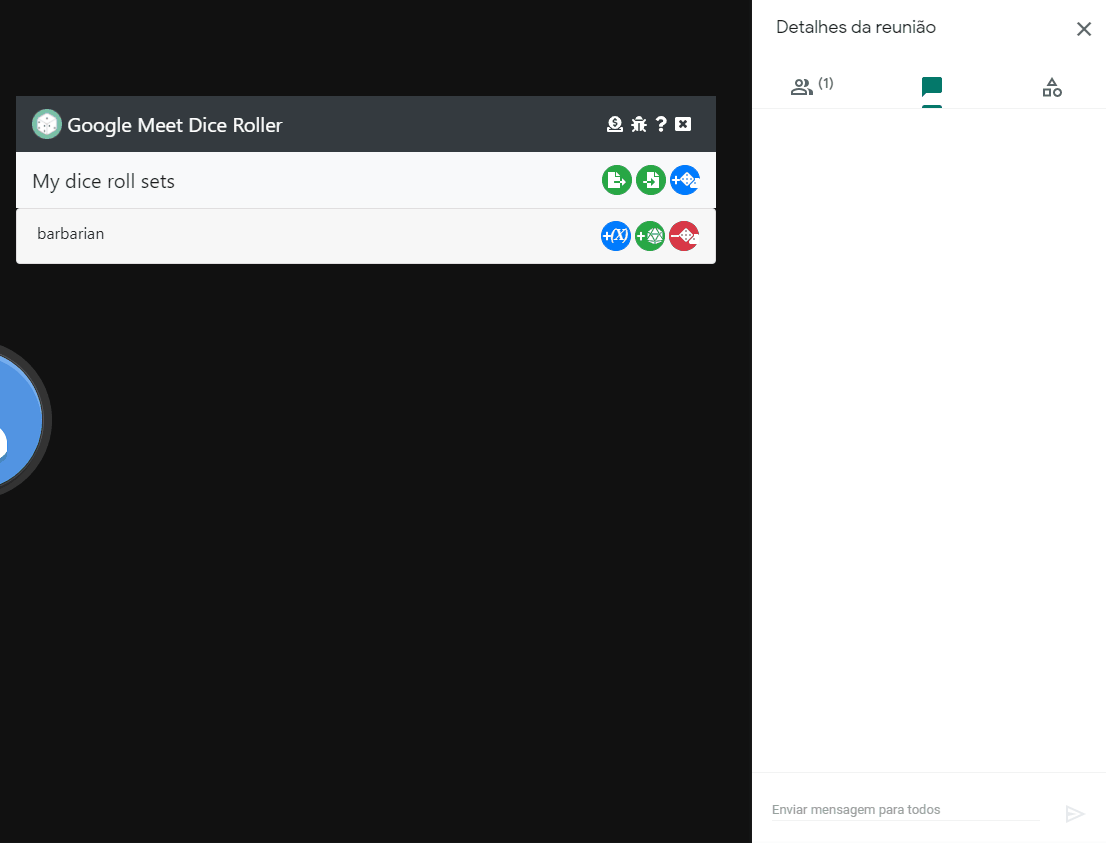 Google Meet Dice Roller
My dice roll sets
barbarian
+(X)
Detalhes da reunião
(1)
Enviar mensagem para todos